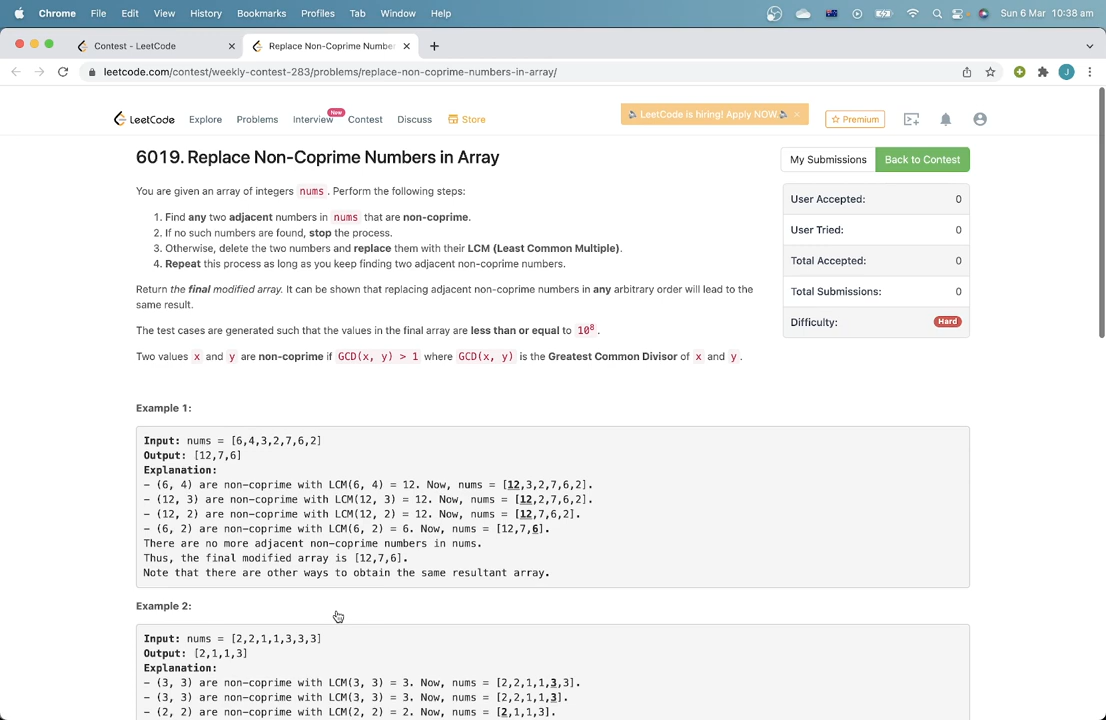 Chrome File Edit View History Bookmarks Profiles Tab Window Help Sun 6 Mar 10:38 am
Contest - LeetCode Replace Non-Coprime Number
leetcode.com/contest/weekly-contest-283/problems/replace-non-coprime-numbers-in-array/
LeetCode Explore Problems Interview New Contest Discuss Store LeetCode is hiring! Apply NOW. × Premium
6019. Replace Non-Coprime Numbers in Array
My Submissions Back to Contest
You are given an array of integers nums . Perform the following steps:
1. Find any two adjacent numbers in nums that are non-coprime.
2. If no such numbers are found, stop the process.
3. Otherwise, delete the two numbers and replace them with their LCM (Least Common Multiple).
4. Repeat this process as long as you keep finding two adjacent non-coprime numbers.
Return the final modified array. It can be shown that replacing adjacent non-coprime numbers in any arbitrary order will lead to the
same result.
The test cases are generated such that the values in the final array are less than or equal to 10⁸ .
Two values x and y are non-coprime if GCD(x, y) > 1 where GCD(x, y) is the Greatest Common Divisor of x and y .
User Accepted: 0
User Tried: 0
Total Accepted: 0
Total Submissions: 0
Difficulty: Hard
Example 1:
Input: nums = [6,4,3,2,7,6,2]
Output: [12,7,6]
Explanation:
- (6, 4) are non-coprime with LCM(6, 4) = 12. Now, nums = [12,3,2,7,6,2].
- (12, 3) are non-coprime with LCM(12, 3) = 12. Now, nums = [12,2,7,6,2].
- (12, 2) are non-coprime with LCM(12, 2) = 12. Now, nums = [12,7,6,2].
- (6, 2) are non-coprime with LCM(6, 2) = 6. Now, nums = [12,7,6].
There are no more adjacent non-coprime numbers in nums.
Thus, the final modified array is [12,7,6].
Note that there are other ways to obtain the same resultant array.
Example 2:
Input: nums = [2,2,1,1,3,3,3]
Output: [2,1,1,3]
Explanation:
- (3, 3) are non-coprime with LCM(3, 3) = 3. Now, nums = [2,2,1,1,3,3].
- (3, 3) are non-coprime with LCM(3, 3) = 3. Now, nums = [2,2,1,1,3].
- (2, 2) are non-coprime with LCM(2, 2) = 2. Now, nums = [2,1,1,3].